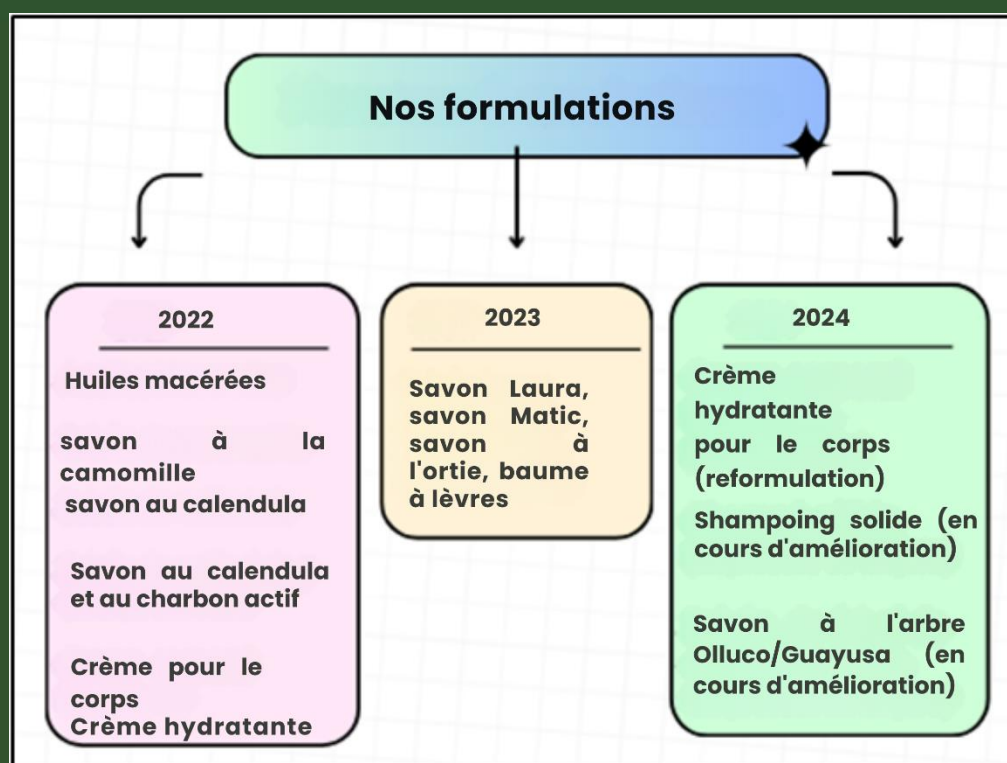 Nos formulations
2022
Huiles macérées
savon à la
camomille
savon au calendula
Savon au calendula
et au charbon actif
Crème pour le
corps
Crème hydratante
2023
Savon Laura,
savon Matic,
savon à
l'ortie, baume
à lèvres
2024
Crème
hydratante
pour le corps
(reformulation)
Shampoing solide (en
cours d'amélioration)
Savon à l'arbre
Olluco/Guayusa (en
cours d'amélioration)